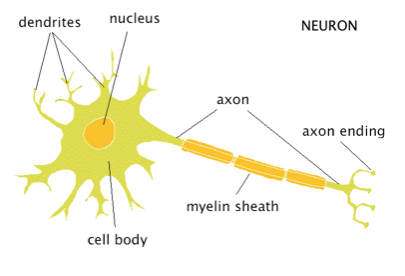 nucleus
dendrites
NEURON
axon
axon ending
myelin sheath
cell body